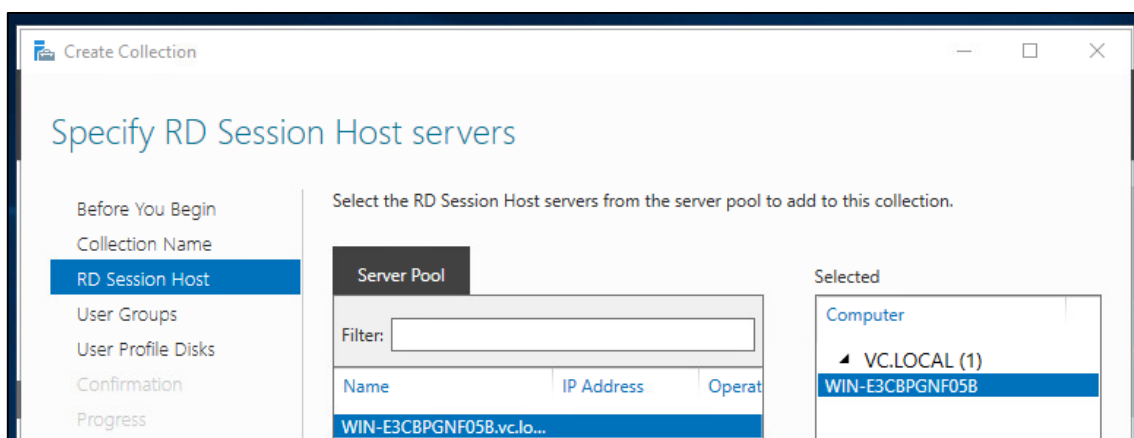 Create Collection
Specify RD Session Host servers
Before You Begin
Collection Name
RD Session Host
User Groups
User Profile Disks
Confirmation
Progress
Select the RD Session Host servers from the server pool to add to this collection.
Server Pool
Filter:
Name IP Address Operat
WIN-E3CBPGNF05B.vc.lo...
Selected
Computer
VC.LOCAL (1)
WIN-E3CBPGNF05B